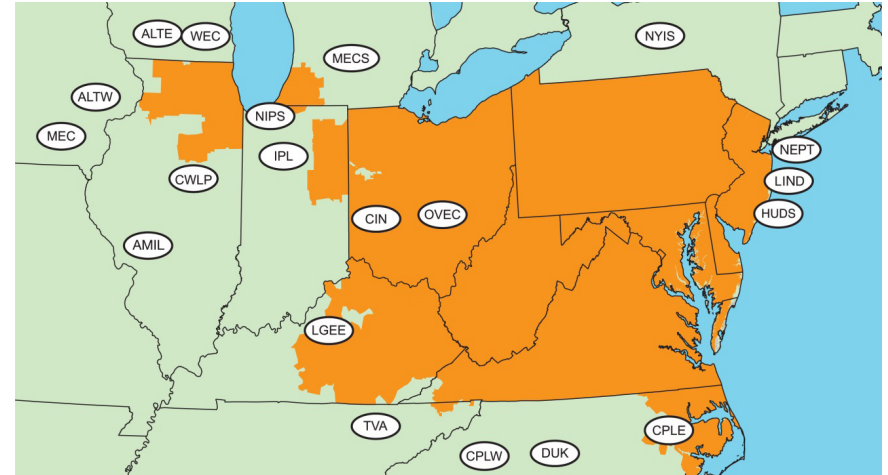 ALTE
WEC
MECS
NYIS
ALTW
NIPS
MEC
IPL
NEPT
CWLP
LIND
CIN
OVEC
HUDS
AMIL
LGEE
TVA
CPLE
CPLW
DUK